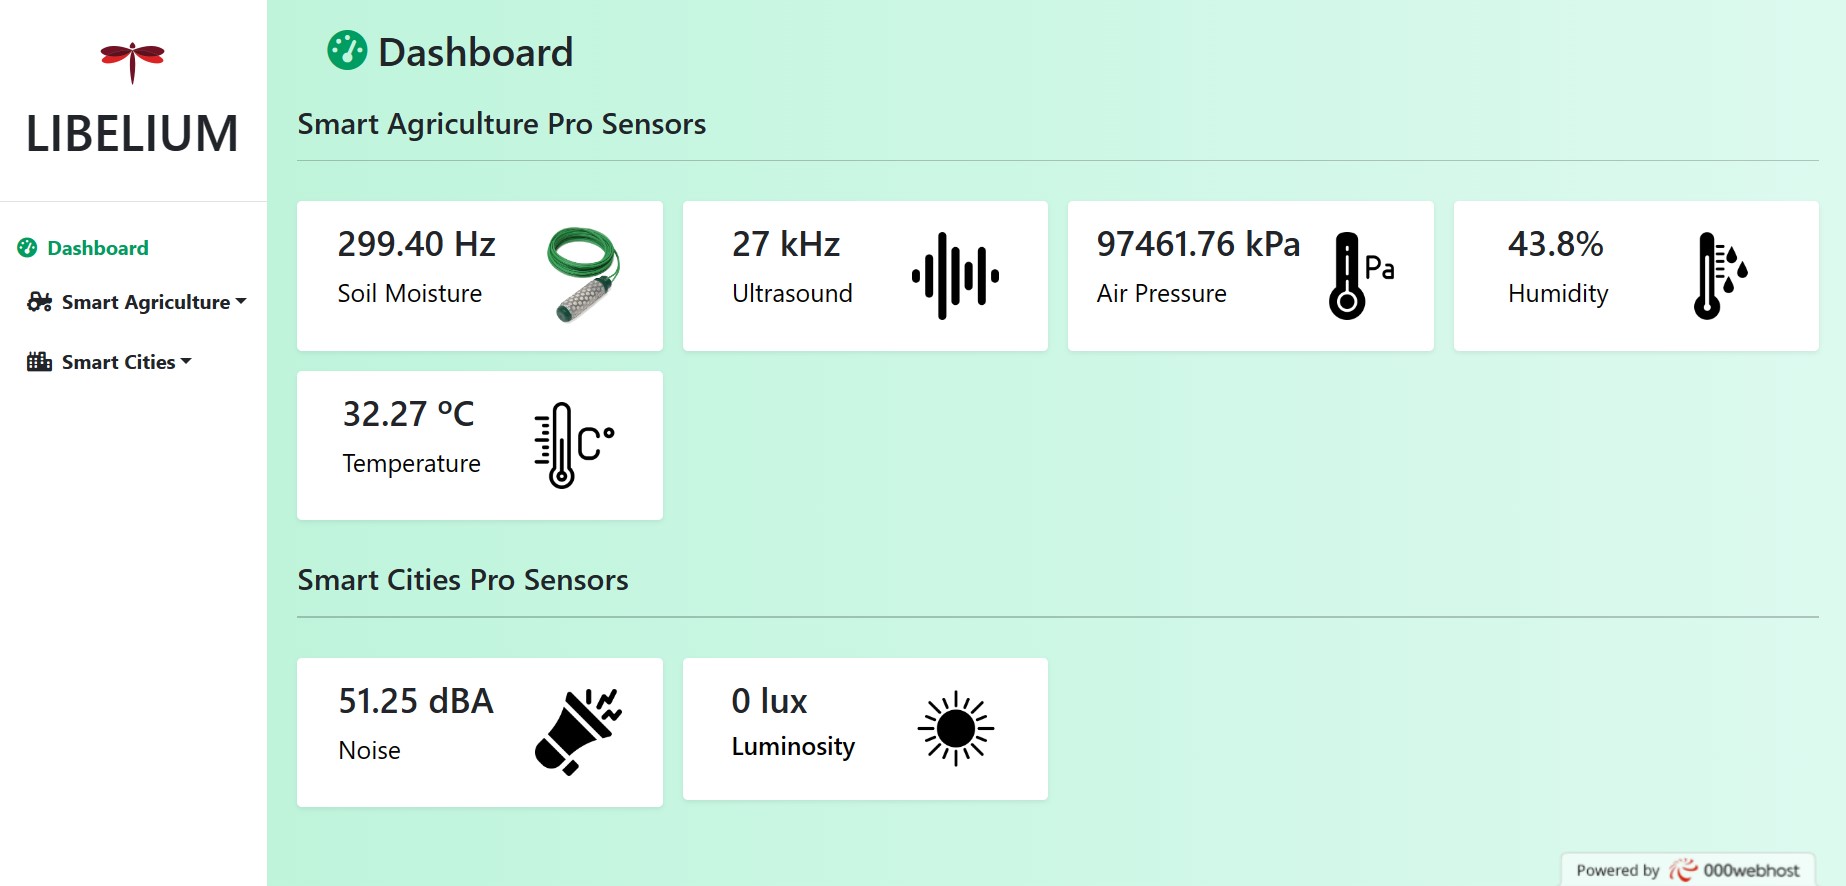 LIBELIUM
Dashboard
Smart Agriculture
Smart Cities
Dashboard
Smart Agriculture Pro Sensors
299.40 Hz
Soil Moisture
27 kHz
Ultrasound
97461.76 kPa
Air Pressure
Pa
43.8%
Humidity
32.27 ºC
Temperature
C°
Smart Cities Pro Sensors
51.25 dBA
Noise
0 lux
Luminosity
Powered by 000webhost